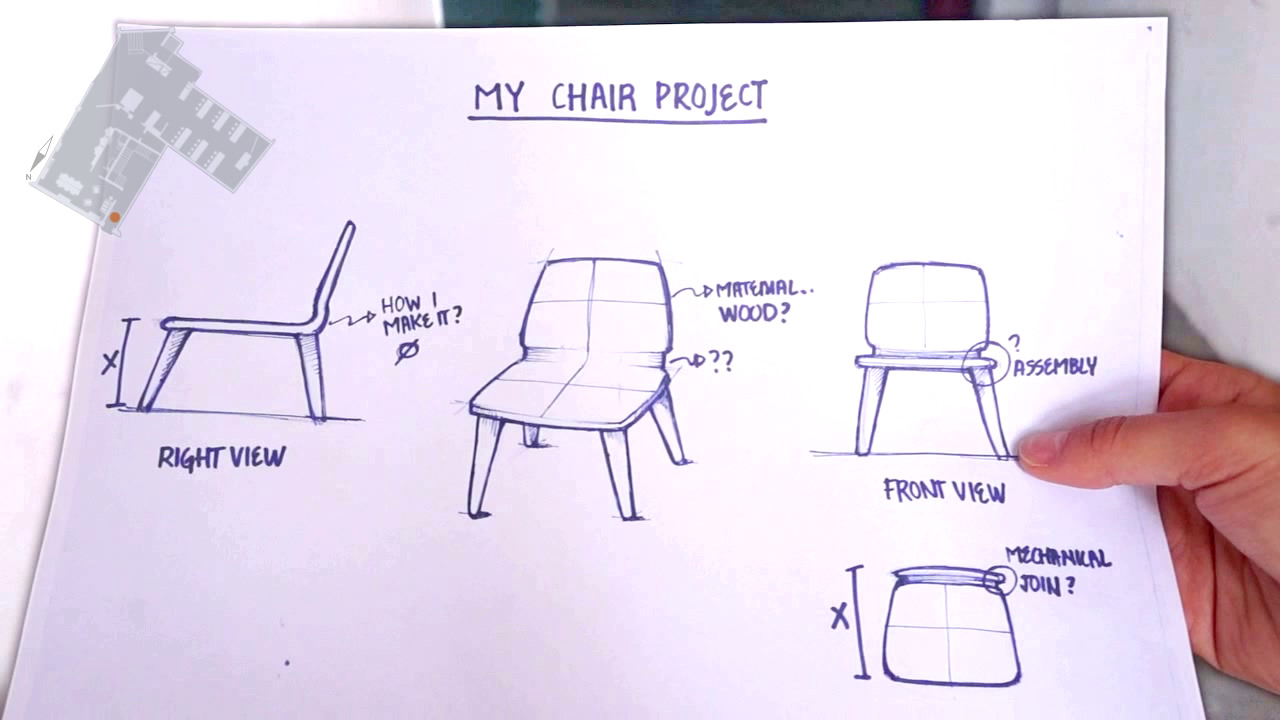 MY CHAIR PROJECT
HOW I
MAKE IT?
Ø
X
RIGHT VIEW
MATERIAL..
WOOD?
??
?
ASSEMBLY
FRONT VIEW
MECHANICAL
JOIN?
X
N